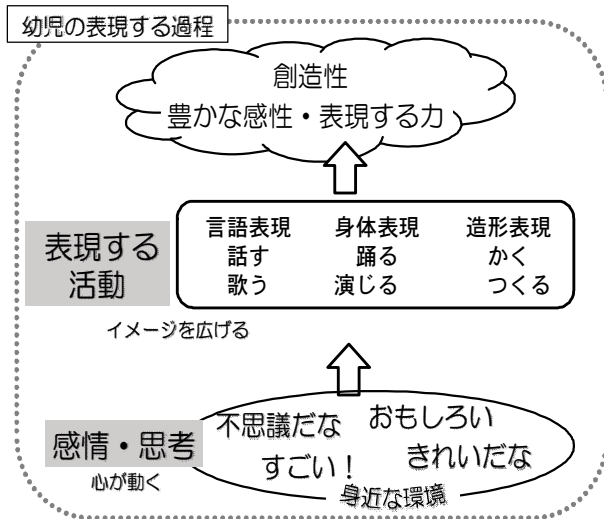 幼児の表現する過程
創造性
豊かな感性・表現する力
表現する
活動
言語表現 身体表現 造形表現
話す 踊る かく
歌う 演じる つくる
イメージを広げる
感情・思考
心が動く
不思議だな おもしろい
すごい！ きれいだな
身近な環境